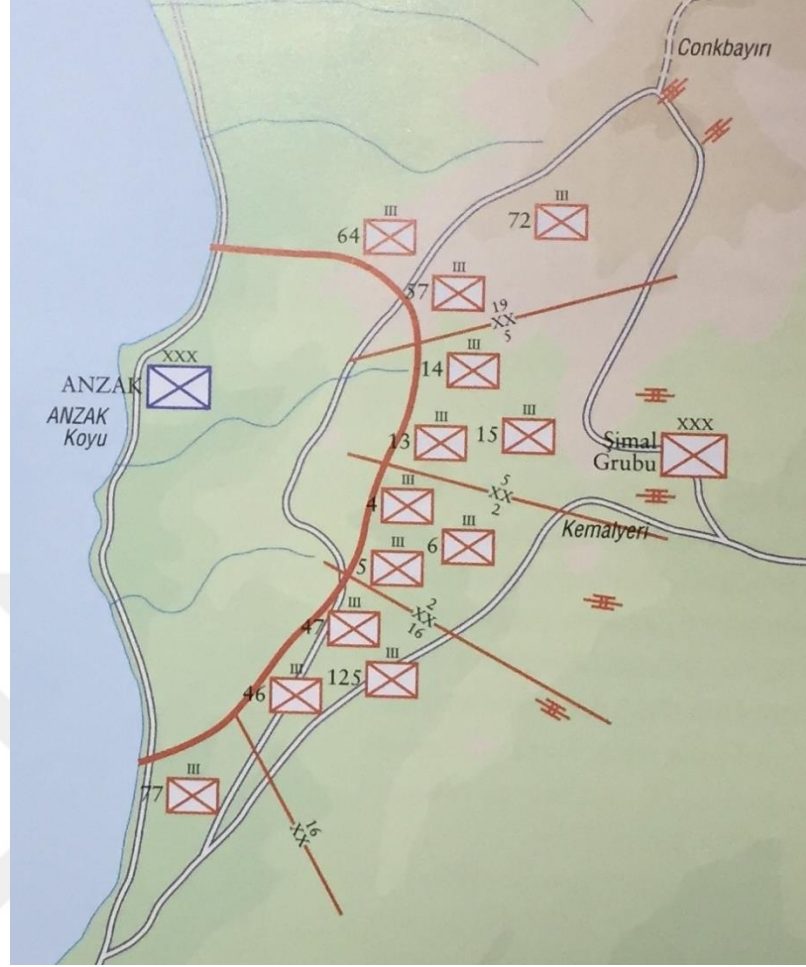 Conkbayırı
III
72
III
64
III
57
19
XX
5
III
14
XXX
ANZAK
ANZAK
Koyu
III
13
III
15
XXX
Şimal
Grubu
5
XX
2
III
4
Kemalyeri
III
6
III
5
2
XX
16
III
47
III
125
III
46
III
77
16
XX